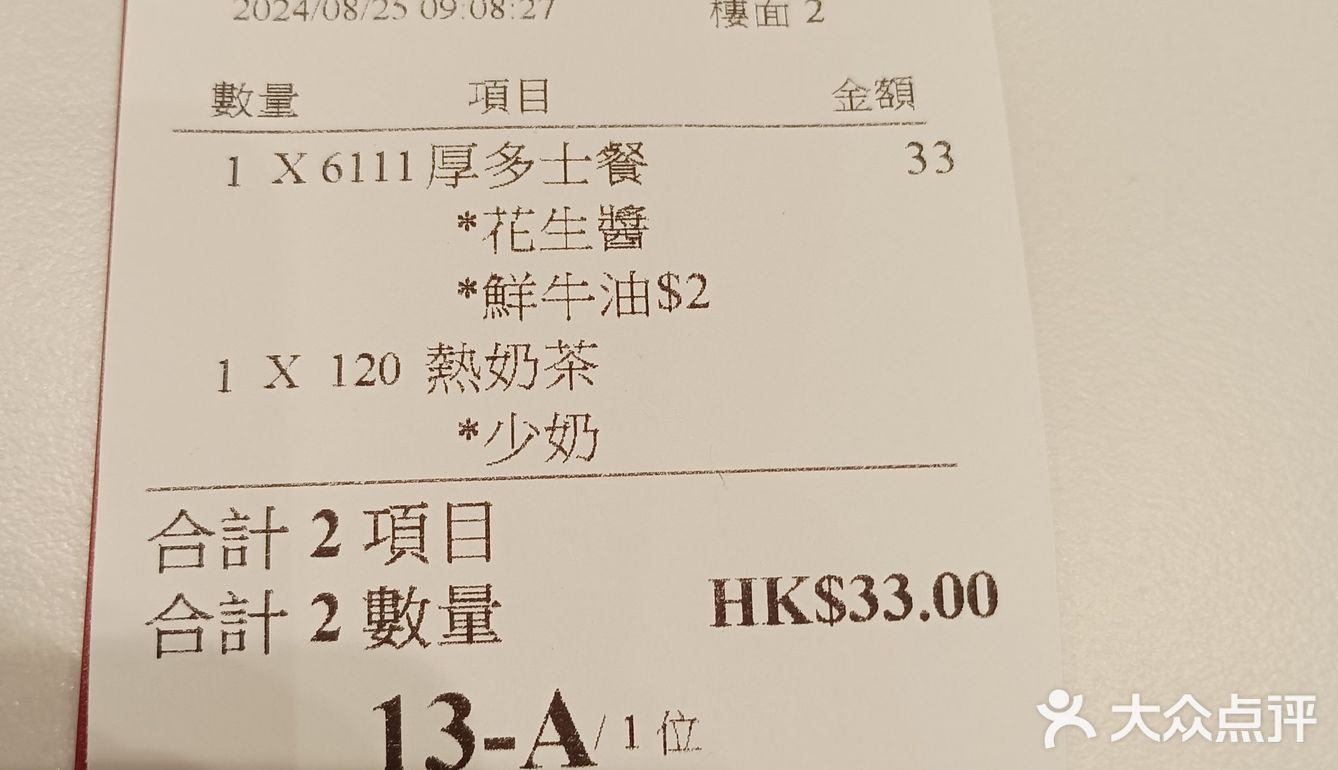 2024/08/25 09:08:27 樓面 2
數量 項目 金額
1 X 6111 厚多士餐 33
*花生醬
*鮮牛油$2
1 X 120 熱奶茶
*少奶
合計 2 項目
合計 2 數量 HK$33.00
13-A/ 1 位
大众点评